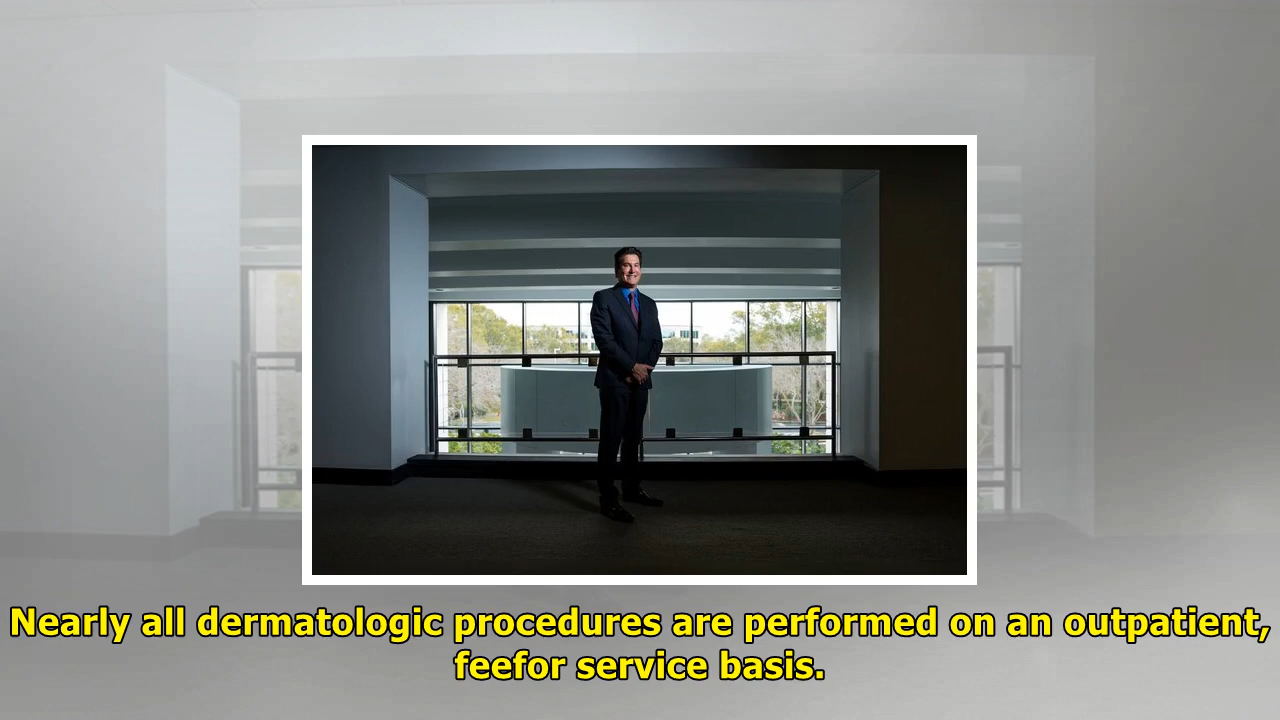 Nearly all dermatologic procedures are performed on an outpatient,
feefor service basis.